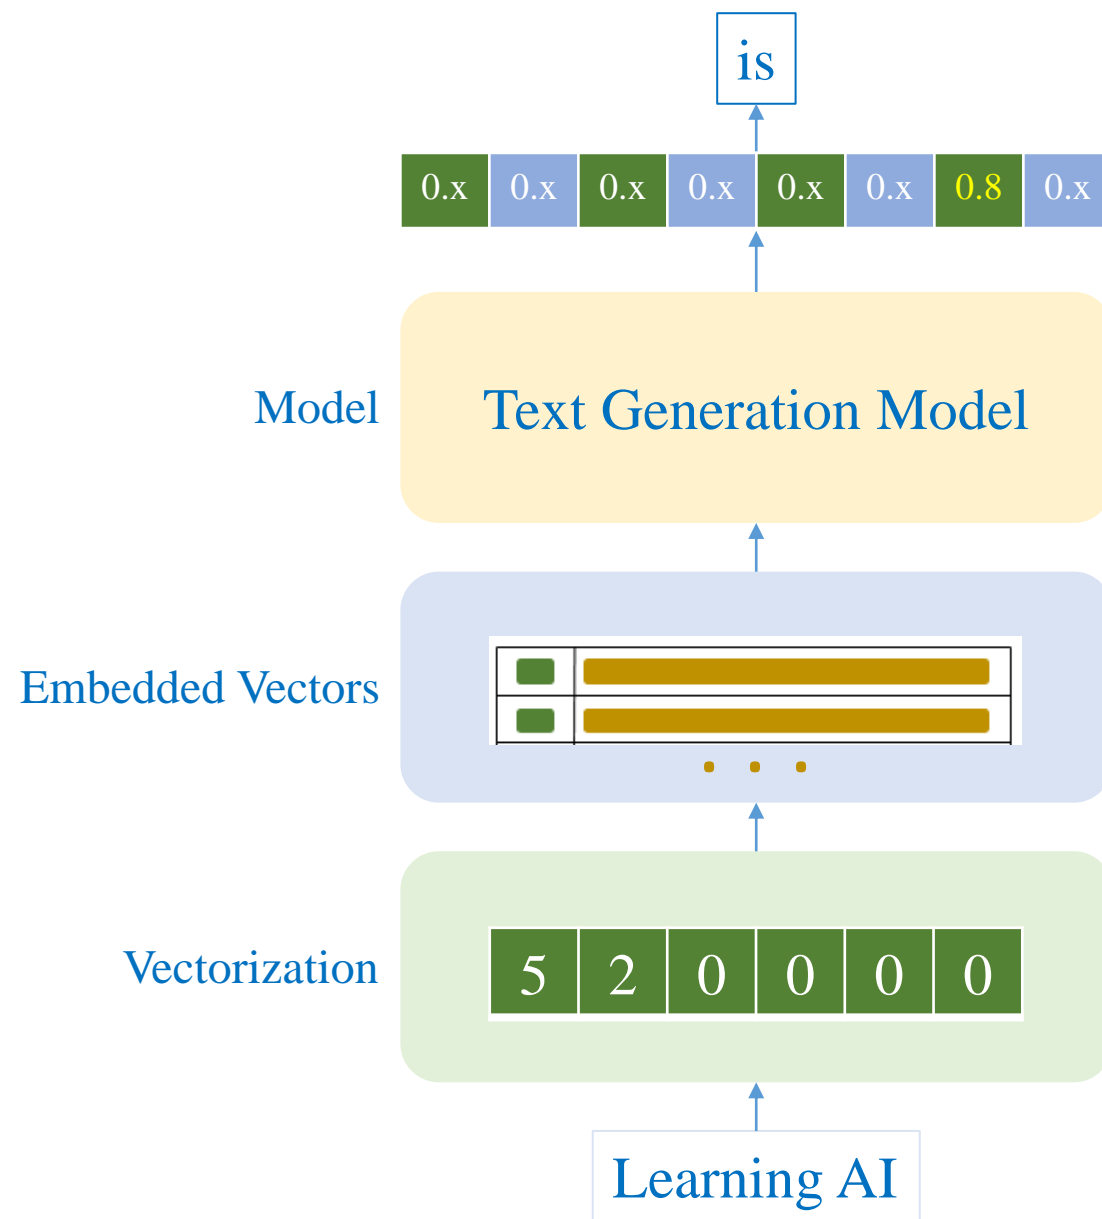 is
0.x 0.x 0.x 0.x 0.x 0.x 0.8 0.x
Model
Text Generation Model
Embedded Vectors
Vectorization
5 2 0 0 0 0
Learning AI